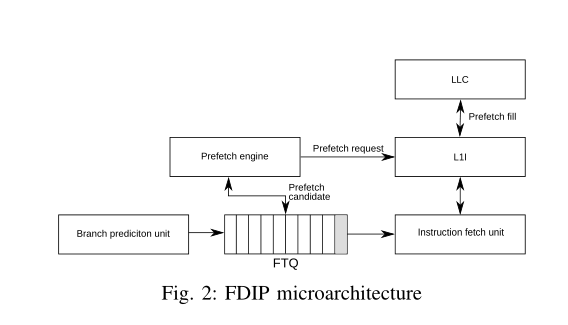 LLC
Prefetch fill
Prefetch engine
Prefetch request
L1I
Prefetch
candidate
Branch prediciton unit
Instruction fetch unit
FTQ
Fig. 2: FDIP microarchitecture